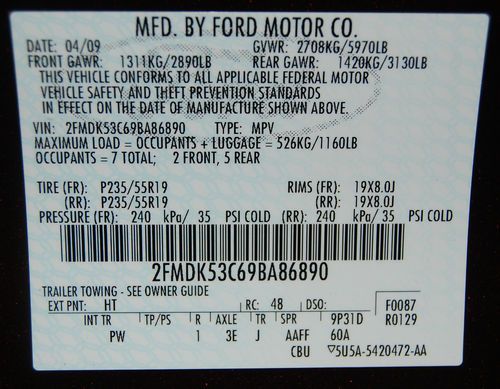 MFD. BY FORD MOTOR CO.
DATE: 04/09 GVWR: 2708KG/5970LB
FRONT GAWR: 1311KG/2890LB REAR GAWR: 1420KG/3130LB
THIS VEHICLE CONFORMS TO ALL APPLICABLE FEDERAL MOTOR
VEHICLE SAFETY AND THEFT PREVENTION STANDARDS
IN EFFECT ON THE DATE OF MANUFACTURE SHOWN ABOVE.
VIN: 2FMDK53C69BA86890 TYPE: MPV
MAXIMUM LOAD = OCCUPANTS + LUGGAGE = 526KG/1160LB
OCCUPANTS = 7 TOTAL; 2 FRONT, 5 REAR
TIRE (FR): P235/55R19 RIMS (FR): 19X8.0J
(RR): P235/55R19 (RR): 19X8.0J
PRESSURE (FR): 240 kPa/ 35 PSI COLD (RR): 240 kPa/ 35 PSI COLD
2FMDK53C69BA86890
TRAILER TOWING - SEE OWNER GUIDE
EXT PNT: HT RC: 48 DSO: F0087
INT TR TP/PS R AXLE TR SPR 9P31D R0129
PW 1 3E J AAFF 60A
CBU ▽5U5A-5420472-AA